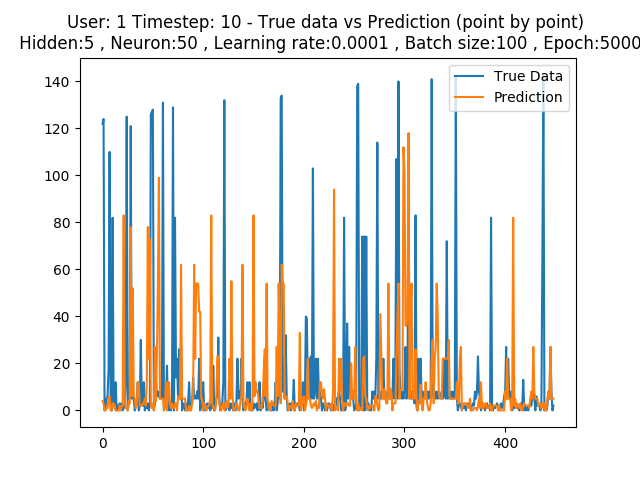 User: 1 Timestep: 10 - True data vs Prediction (point by point)
Hidden:5 , Neuron:50 , Learning rate:0.0001 , Batch size:100 , Epoch:5000
True Data
Prediction
140
120
100
80
60
40
20
0
0 100 200 300 400